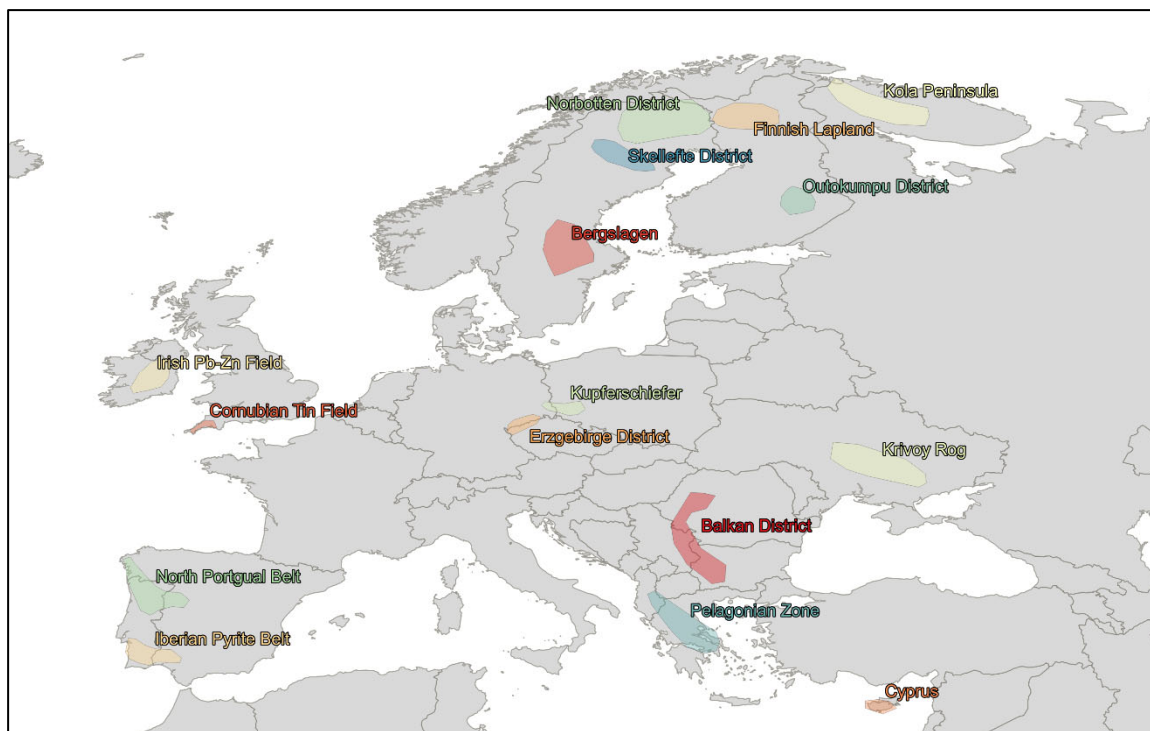 Kola Peninsula
Norbotten District
Finnish Lapland
Skellefte District
Outokumpu District
Bergslagen
Irish Pb-Zn Field
Kupferschiefer
Cornubian Tin Field
Erzgebirge District
Krivoy Rog
Balkan District
North Portgual Belt
Pelagonian Zone
Iberian Pyrite Belt
Cyprus